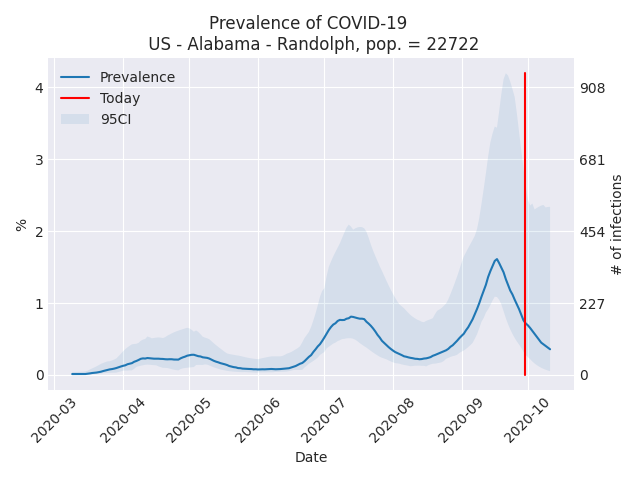 Prevalence of COVID-19
US - Alabama - Randolph, pop. = 22722
Prevalence
Today
95CI
4
3
2
1
0
%
908
681
454
227
0
# of infections
2020-03
2020-04
2020-05
2020-06
2020-07
2020-08
2020-09
2020-10
Date